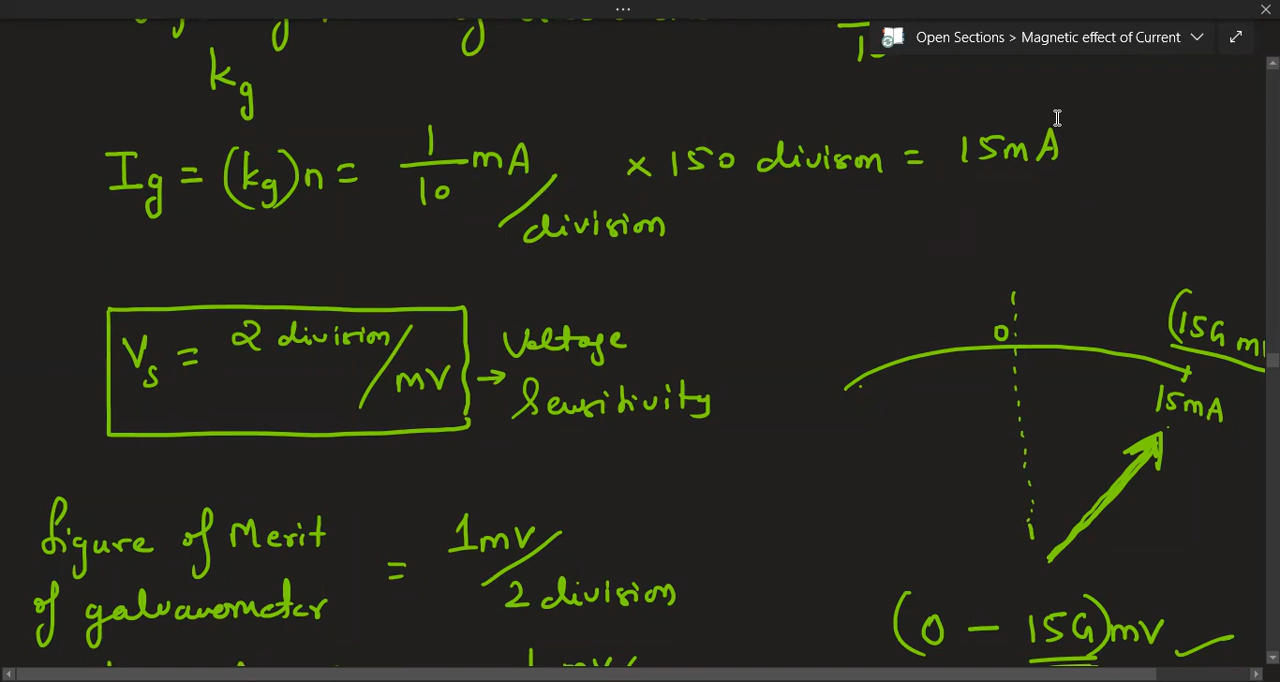 Open Sections > Magnetic effect of Current
kg
Ig = (kg)n = 1/10 mA/division × 150 divison = 15mA
Vs = 2 division/mV → Voltage Sensitivity
0
(15G m
15mA
figure of Merit
of galvanometer = 1mV/2 division
(0 - 15G)mV